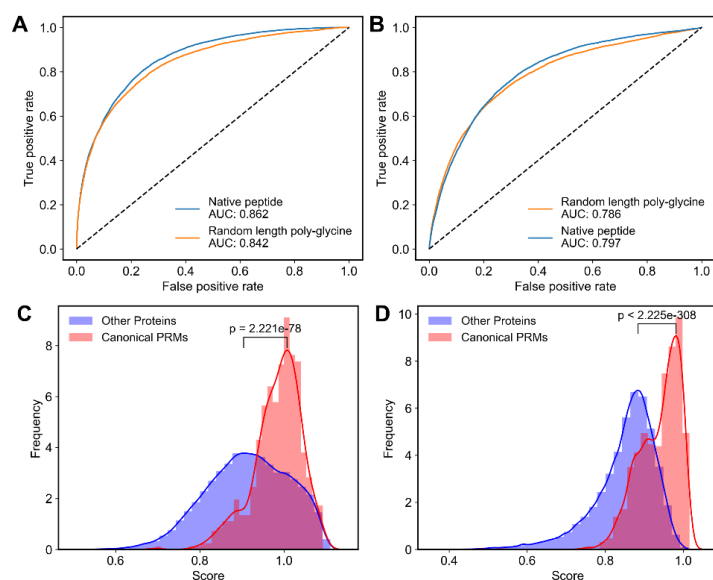 A
1.0
0.8
0.6
0.4
0.2
0.0
True positive rate
0.0
0.2
0.4
0.6
0.8
1.0
False positive rate
Native peptide
AUC: 0.862
Random length poly-glycine
AUC: 0.842
B
1.0
0.8
0.6
0.4
0.2
0.0
True positive rate
0.0
0.2
0.4
0.6
0.8
1.0
False positive rate
Random length poly-glycine
AUC: 0.786
Native peptide
AUC: 0.797
C
Other Proteins
Canonical PRMs
p = 2.221e-78
8
6
4
2
0
Frequency
0.6
0.8
1.0
Score
D
Other Proteins
Canonical PRMs
p < 2.225e-308
10
8
6
4
2
0
Frequency
0.4
0.6
0.8
1.0
Score